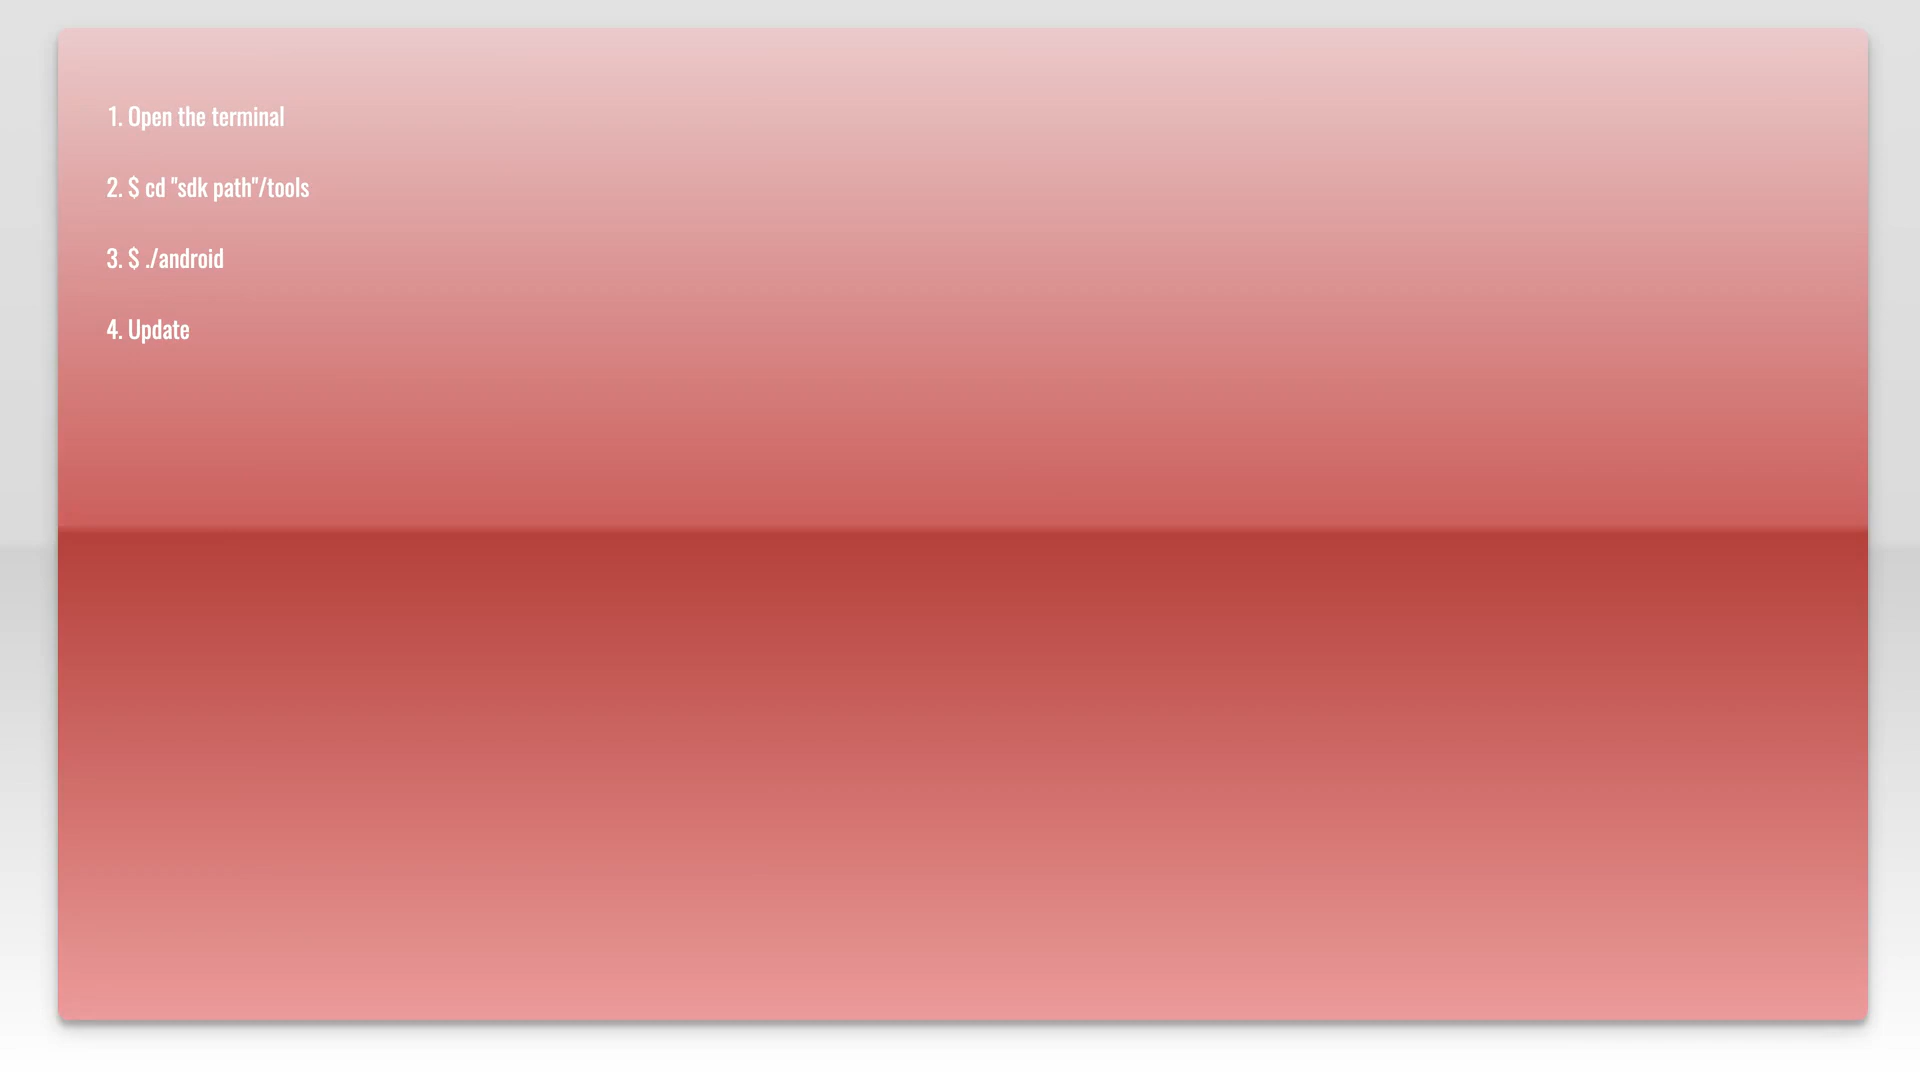 1. Open the terminal
2. $ cd "sdk path"/tools
3. $ ./android
4. Update